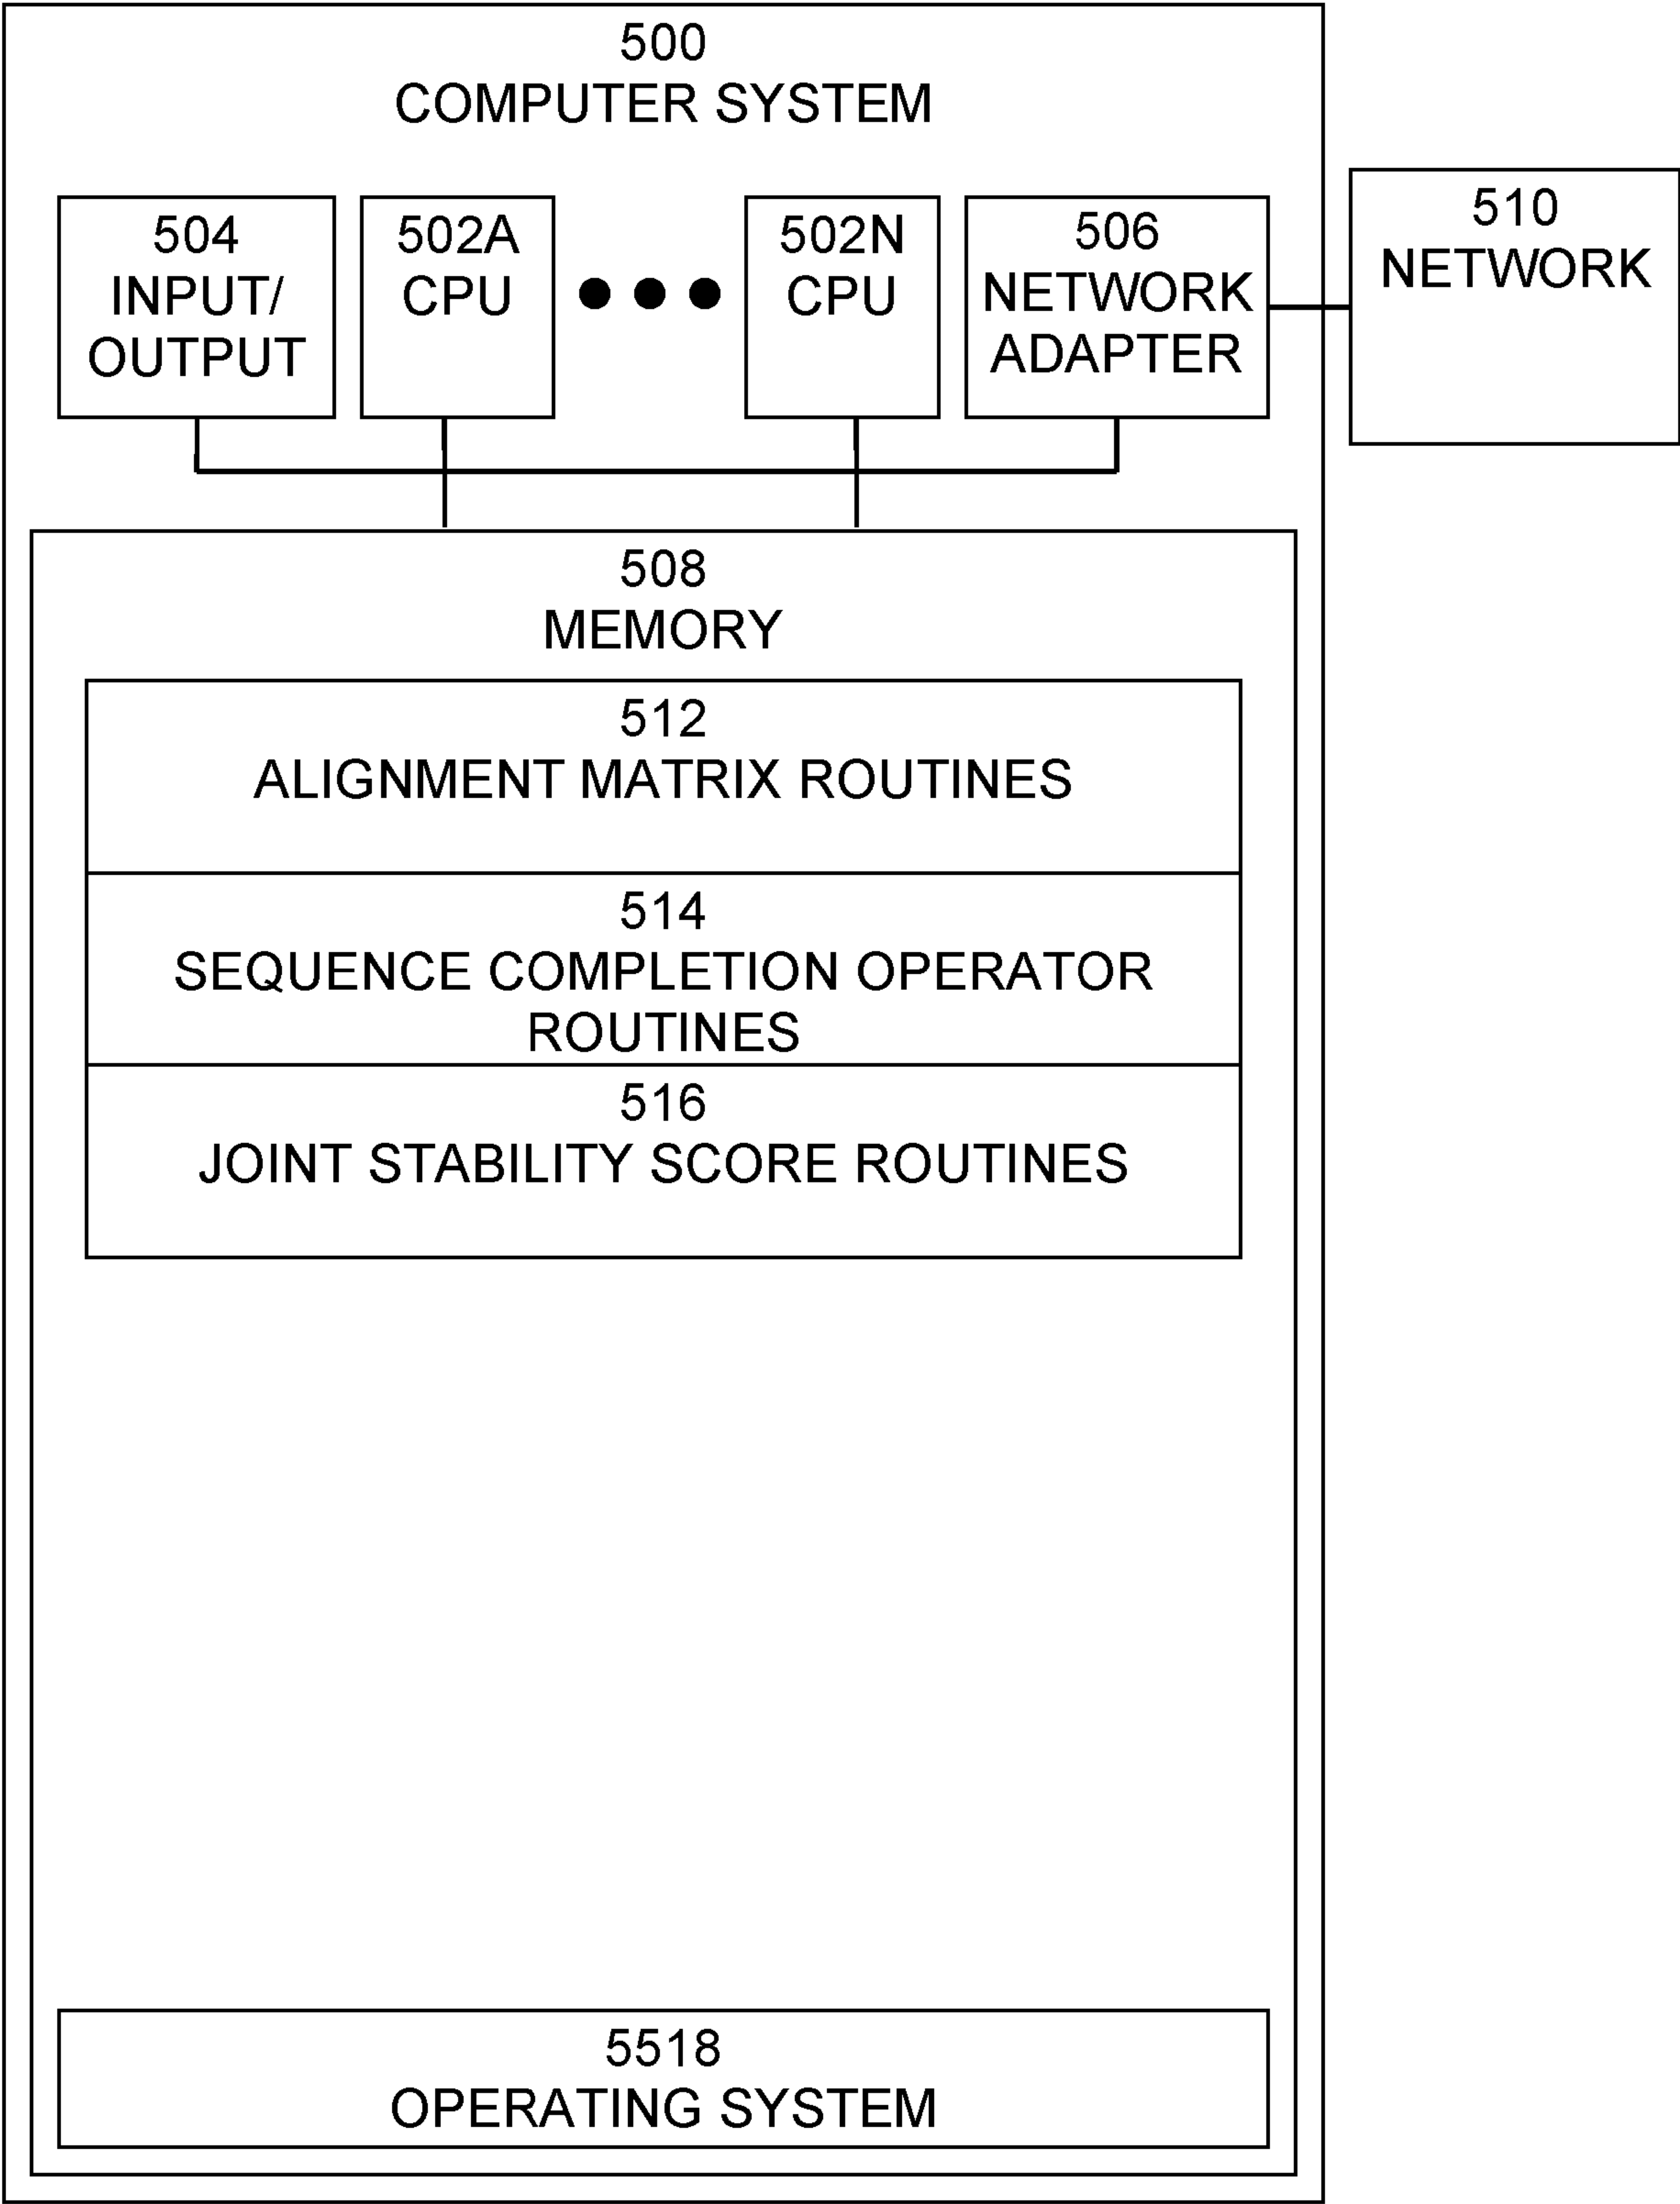 500
COMPUTER SYSTEM
504
INPUT/
OUTPUT
502A
CPU
502N
CPU
506
NETWORK
ADAPTER
510
NETWORK
508
MEMORY
512
ALIGNMENT MATRIX ROUTINES
514
SEQUENCE COMPLETION OPERATOR
ROUTINES
516
JOINT STABILITY SCORE ROUTINES
5518
OPERATING SYSTEM